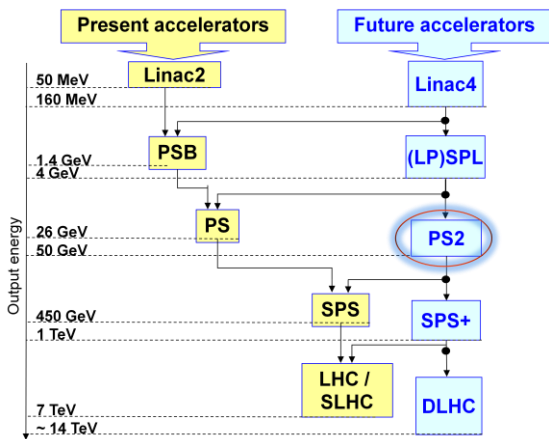 Present accelerators
Future accelerators
Linac2
Linac4
50 MeV
160 MeV
PSB
(LP)SPL
1.4 GeV
4 GeV
PS
PS2
26 GeV
50 GeV
Output energy
SPS
SPS+
450 GeV
1 TeV
LHC /
SLHC
DLHC
7 TeV
~ 14 TeV